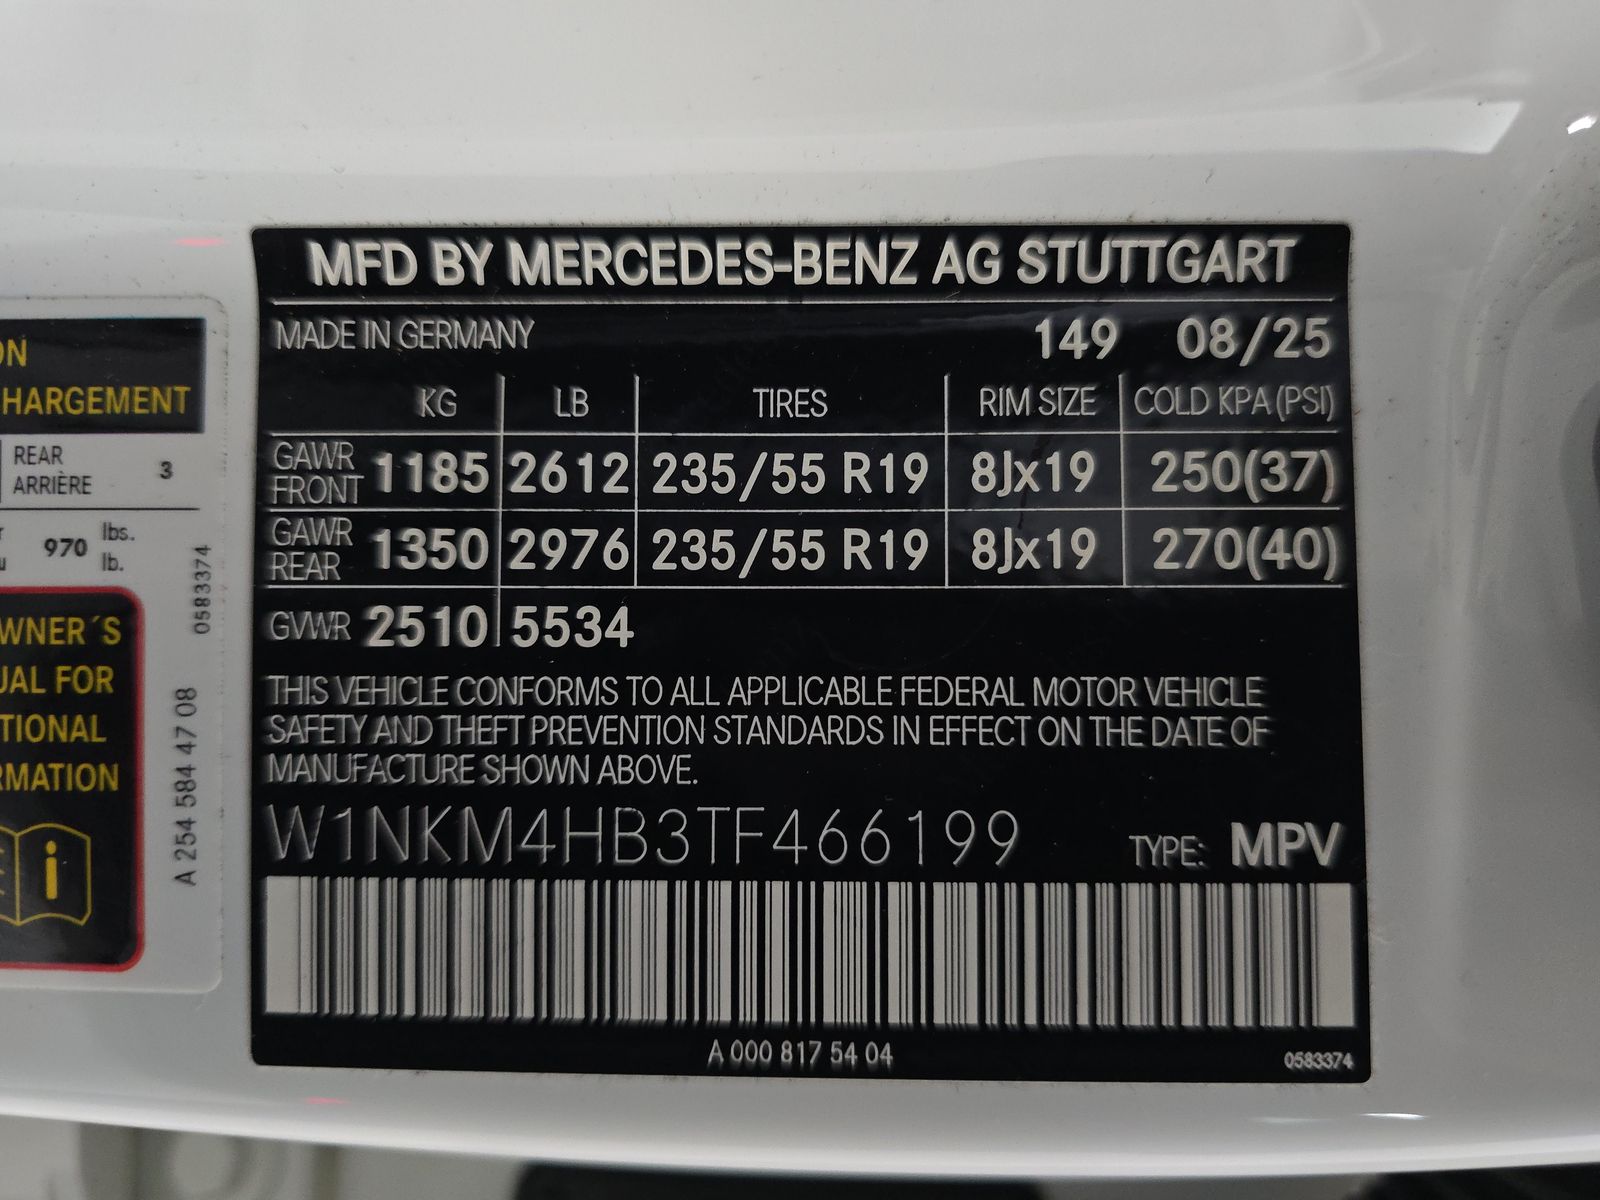 ON
HARGEMENT
REAR
ARRIÈRE 3
970 lbs.
lb.
0583374
WNER´S
UAL FOR
TIONAL
RMATION
i
A 254 584 47 08
MFD BY MERCEDES-BENZ AG STUTTGART
MADE IN GERMANY 149 08/25
KG LB TIRES RIM SIZE COLD KPA(PSI)
GAWR FRONT 1185 2612 235/55 R19 8Jx19 250(37)
GAWR REAR 1350 2976 235/55 R19 8Jx19 270(40)
GVWR 2510 5534
THIS VEHICLE CONFORMS TO ALL APPLICABLE FEDERAL MOTOR VEHICLE
SAFETY AND THEFT PREVENTION STANDARDS IN EFFECT ON THE DATE OF
MANUFACTURE SHOWN ABOVE.
W1NKM4HB3TF466199 TYPE: MPV
A 000 817 54 04 0583374